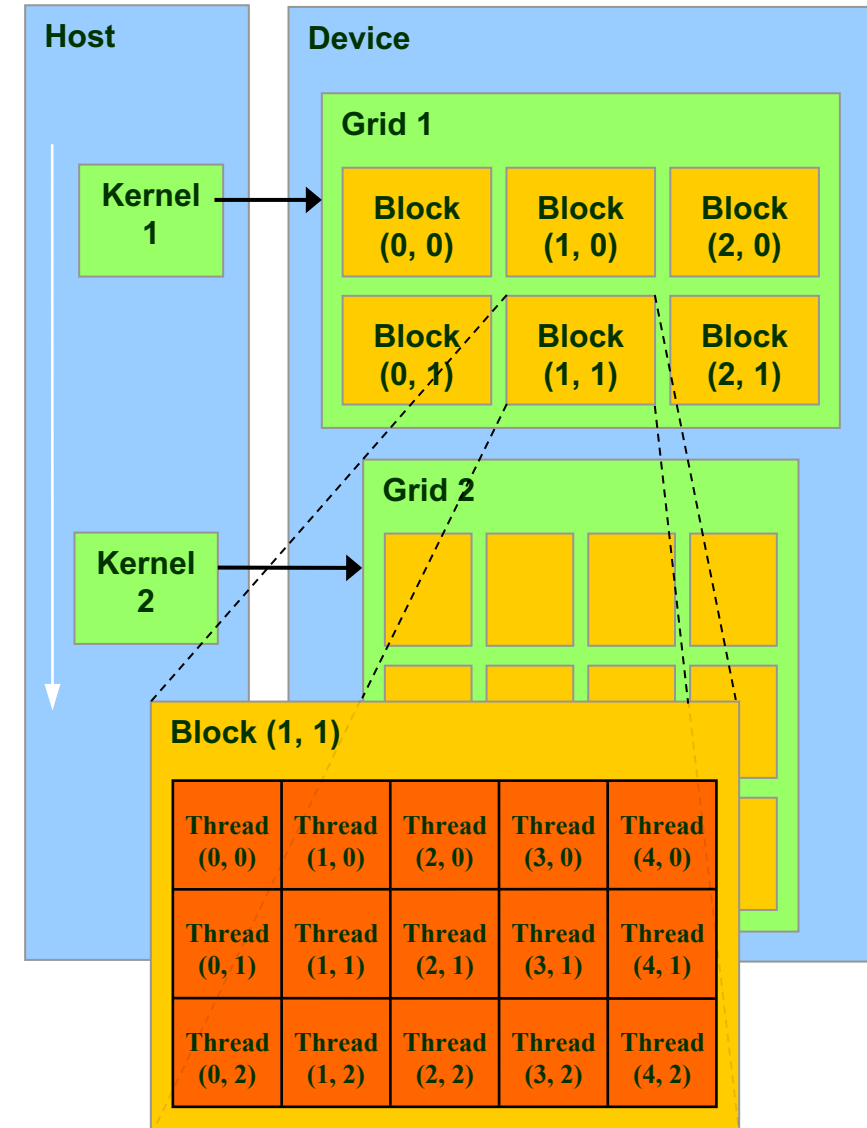 Host
Device
Grid 1
Kernel
1
Block
(0, 0)
Block
(1, 0)
Block
(2, 0)
Block
(0, 1)
Block
(1, 1)
Block
(2, 1)
Grid 2
Kernel
2
Block (1, 1)
Thread
(0, 0)
Thread
(1, 0)
Thread
(2, 0)
Thread
(3, 0)
Thread
(4, 0)
Thread
(0, 1)
Thread
(1, 1)
Thread
(2, 1)
Thread
(3, 1)
Thread
(4, 1)
Thread
(0, 2)
Thread
(1, 2)
Thread
(2, 2)
Thread
(3, 2)
Thread
(4, 2)